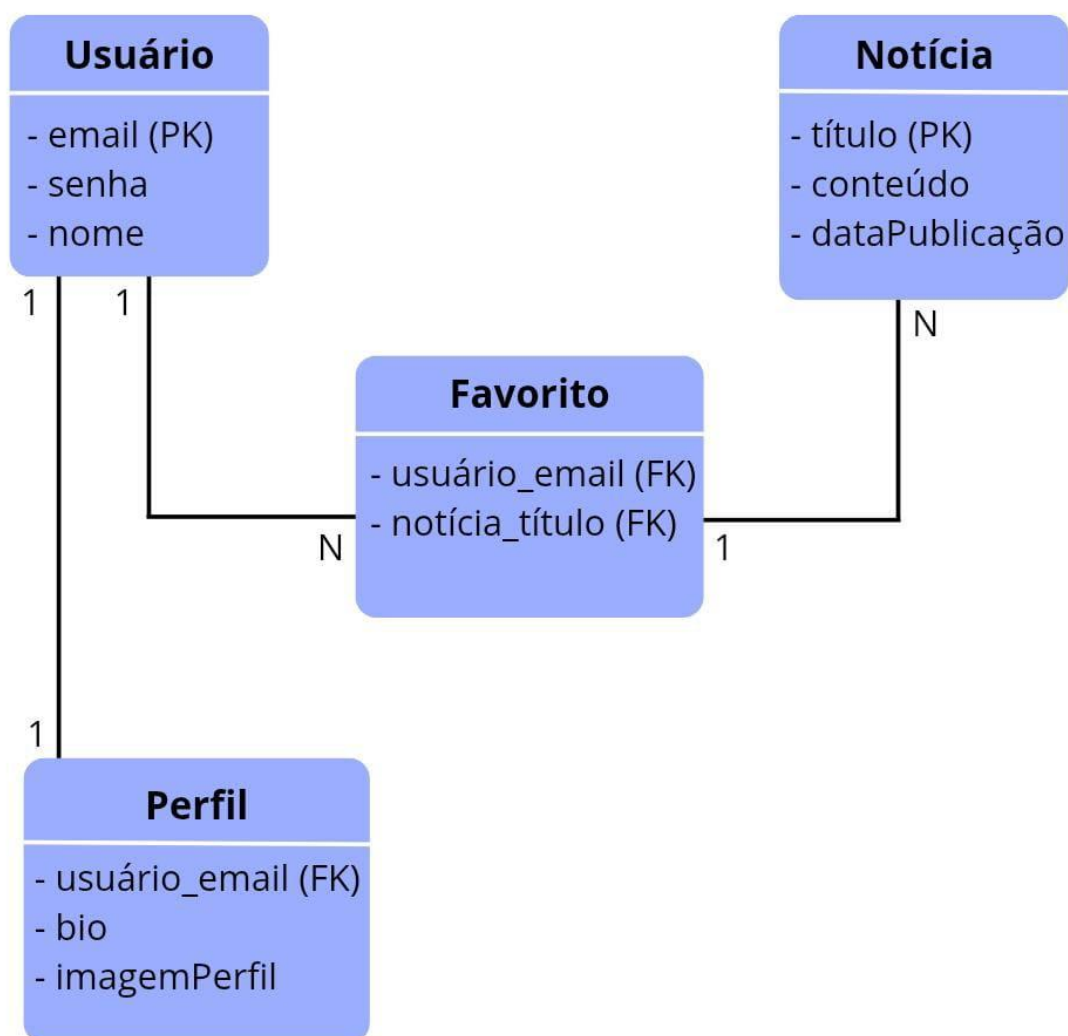 Usuário
- email (PK)
- senha
- nome
1
1
Notícia
- título (PK)
- conteúdo
- dataPublicação
N
Favorito
- usuário_email (FK)
- notícia_título (FK)
N
1
1
Perfil
- usuário_email (FK)
- bio
- imagemPerfil